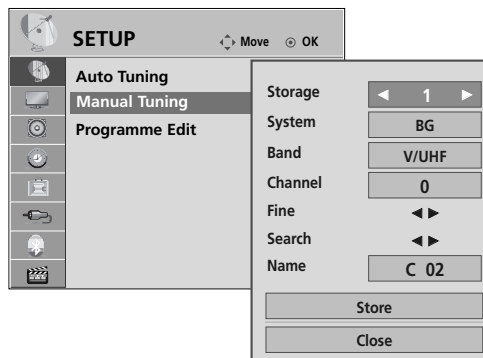 SETUP
Move OK
Auto Tuning
Manual Tuning
Programme Edit
Storage ◀ 1 ▶
System BG
Band V/UHF
Channel 0
Fine ◀ ▶
Search ◀ ▶
Name C 02
Store
Close